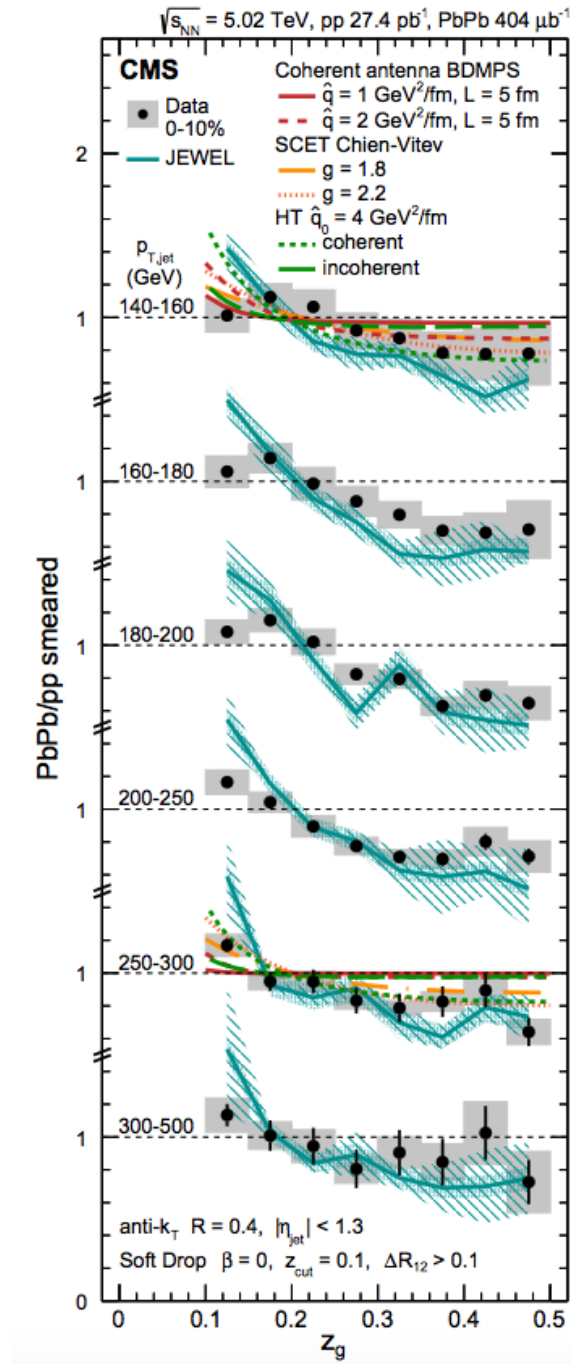 √s_NN = 5.02 TeV, pp 27.4 pb⁻¹, PbPb 404 μb⁻¹
CMS
Data
0-10%
JEWEL
Coherent antenna BDMPS
q̂ = 1 GeV²/fm, L = 5 fm
q̂ = 2 GeV²/fm, L = 5 fm
SCET Chien-Vitev
g = 1.8
g = 2.2
HT q̂₀ = 4 GeV²/fm
coherent
incoherent
2
p_T,jet
(GeV)
140-160
1
160-180
1
180-200
1
200-250
1
250-300
1
300-500
1
0
PbPb/pp smeared
anti-k_T R = 0.4, |η_jet| < 1.3
Soft Drop β = 0, z_cut = 0.1, ΔR₁₂ > 0.1
0 0.1 0.2 0.3 0.4 0.5
z_g